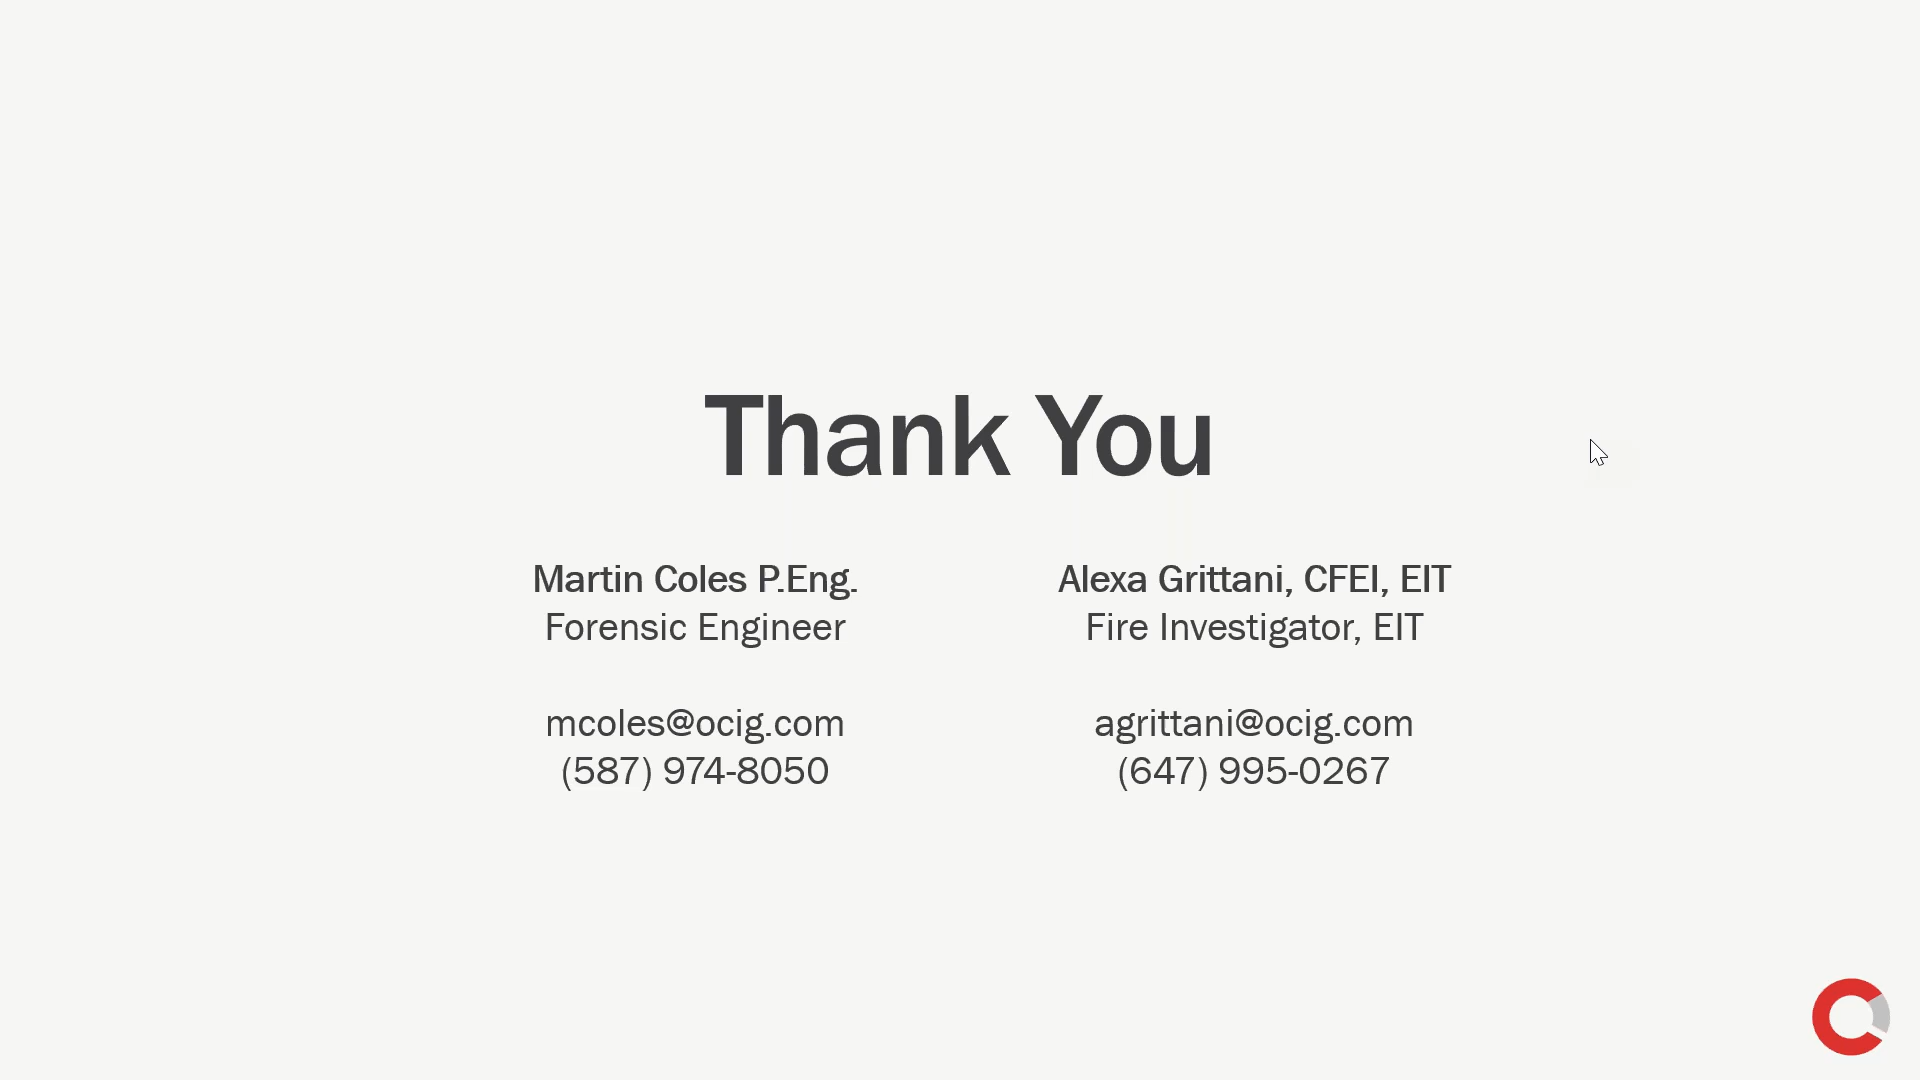 Thank You
Martin Coles P.Eng.
Forensic Engineer
mcoles@ocig.com
(587) 974-8050
Alexa Grittani, CFEI, EIT
Fire Investigator, EIT
agrittani@ocig.com
(647) 995-0267